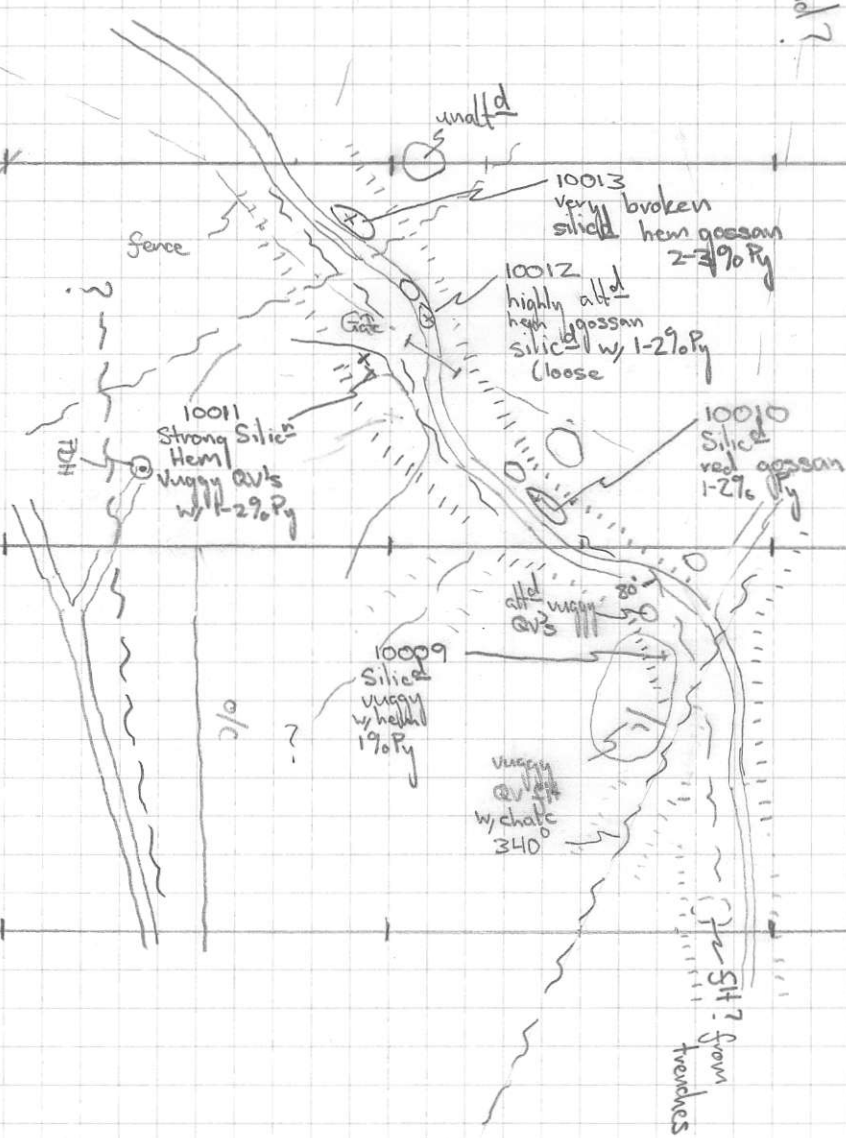 unaltd
10013
very broken
silicd hem gossan
2-3% Py
fence
10012
highly altd
hem gossan
silicd w/ 1-2% Py
(loose
Gate
?
10011
Strong Silicn
Hem
Vuggy QV's
w/ 1-2% Py
10010
Silicd
red gossan
1-2% Py
80
altd vuggy
QV's
10009
Silicd
vuggy
w/ hem
1% Py
o/c
?
vuggy
QV flt
w/ chalc
340°
flt? from
trenches